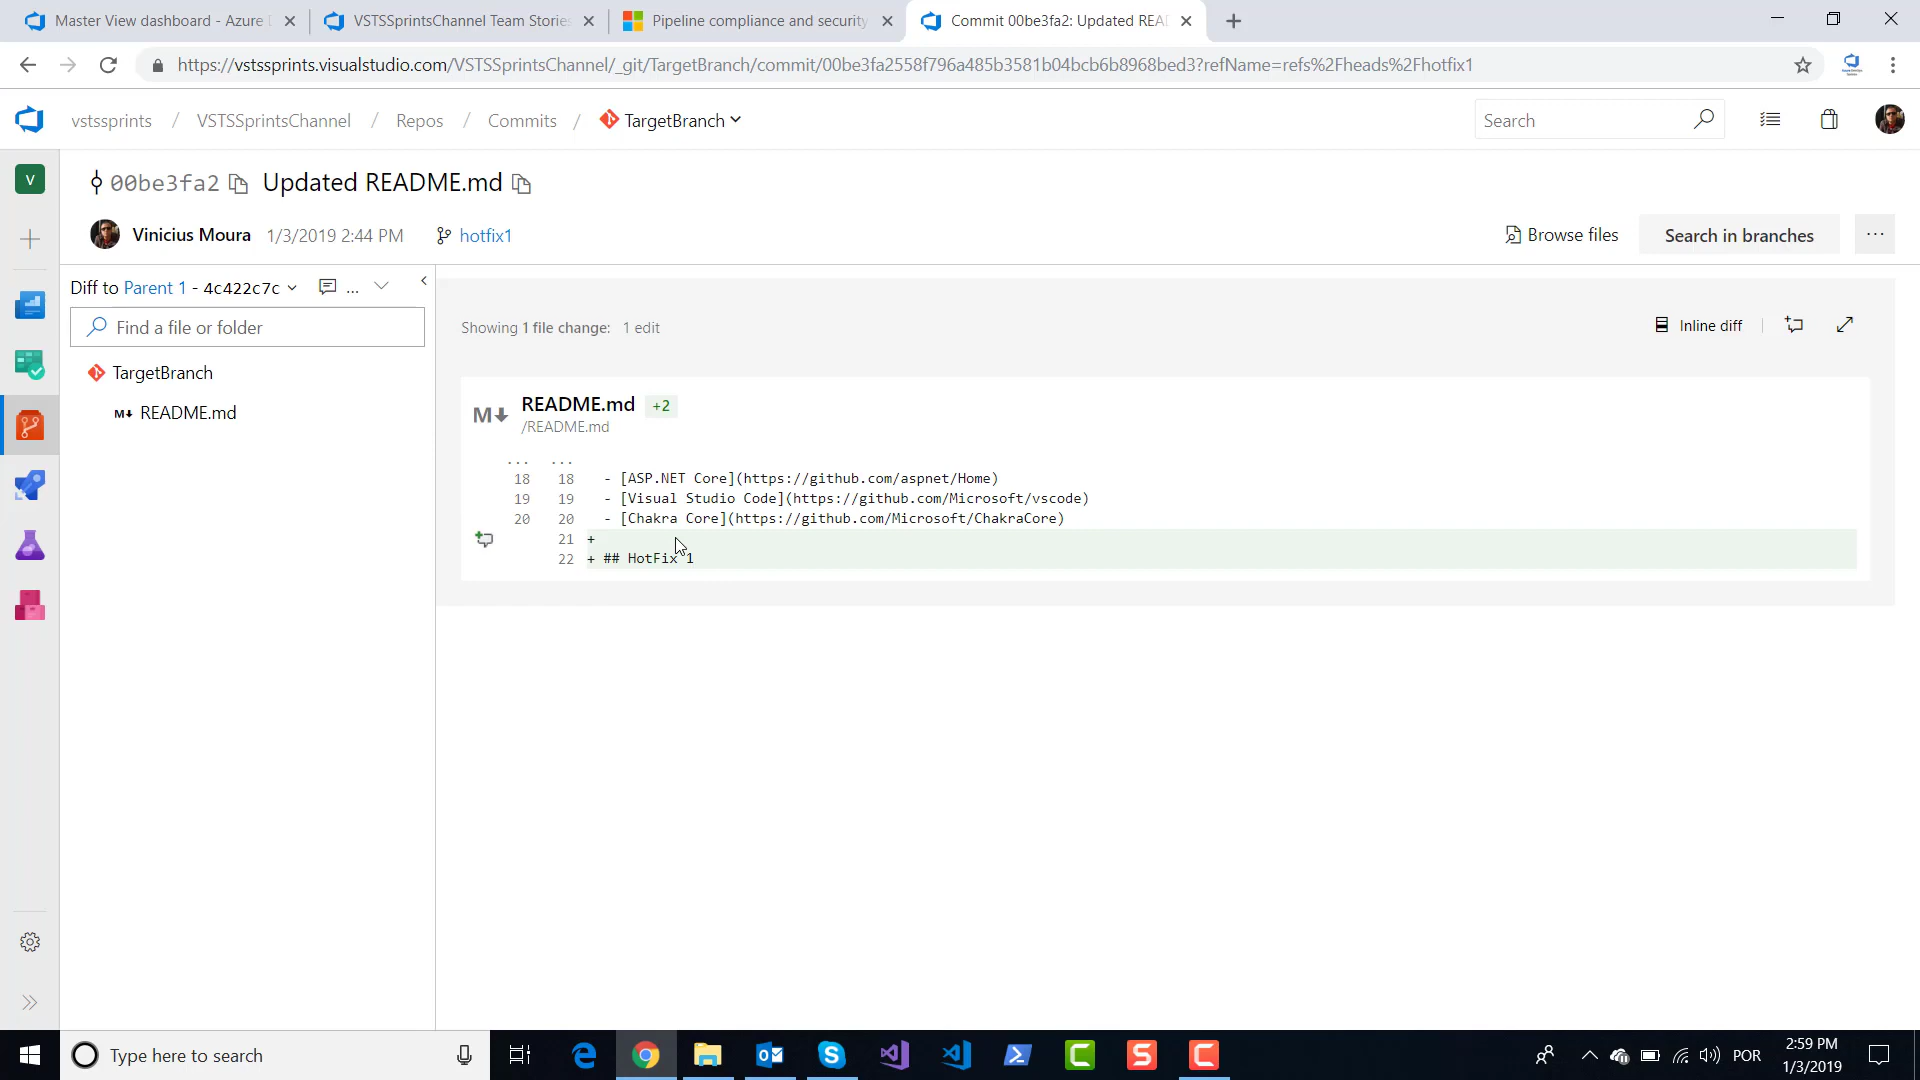 Master View dashboard - Azure D
VSTSSprintsChannel Team Stories
Pipeline compliance and security
Commit 00be3fa2: Updated REA
https://vstssprints.visualstudio.com/VSTSSprintsChannel/_git/TargetBranch/commit/00be3fa2558f796a485b3581b04bcb6b8968bed3?refName=refs%2Fheads%2Fhotfix1
vstssprints / VSTSSprintsChannel / Repos / Commits / TargetBranch
Search
V
00be3fa2 Updated README.md
Vinicius Moura 1/3/2019 2:44 PM hotfix1
Browse files
Search in branches
...
Diff to Parent 1 - 4c422c7c
...
Find a file or folder
TargetBranch
M↓ README.md
Showing 1 file change: 1 edit
Inline diff
M↓ README.md +2
/README.md
... ...
18 18 - [ASP.NET Core](https://github.com/aspnet/Home)
19 19 - [Visual Studio Code](https://github.com/Microsoft/vscode)
20 20 - [Chakra Core](https://github.com/Microsoft/ChakraCore)
21 +
22 + ## HotFix 1
Type here to search
POR
2:59 PM
1/3/2019